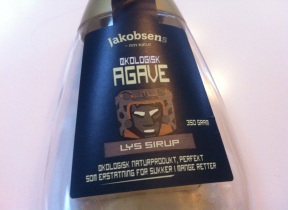 Jakobsens
ØKOLOGISK
AGAVE
350 GRAM
LYS SIRUP
ØKOLOGISK NATURPRODUKT, PERFEKT
SOM ERSTATNING FOR SUKKER I MANGE RETTER